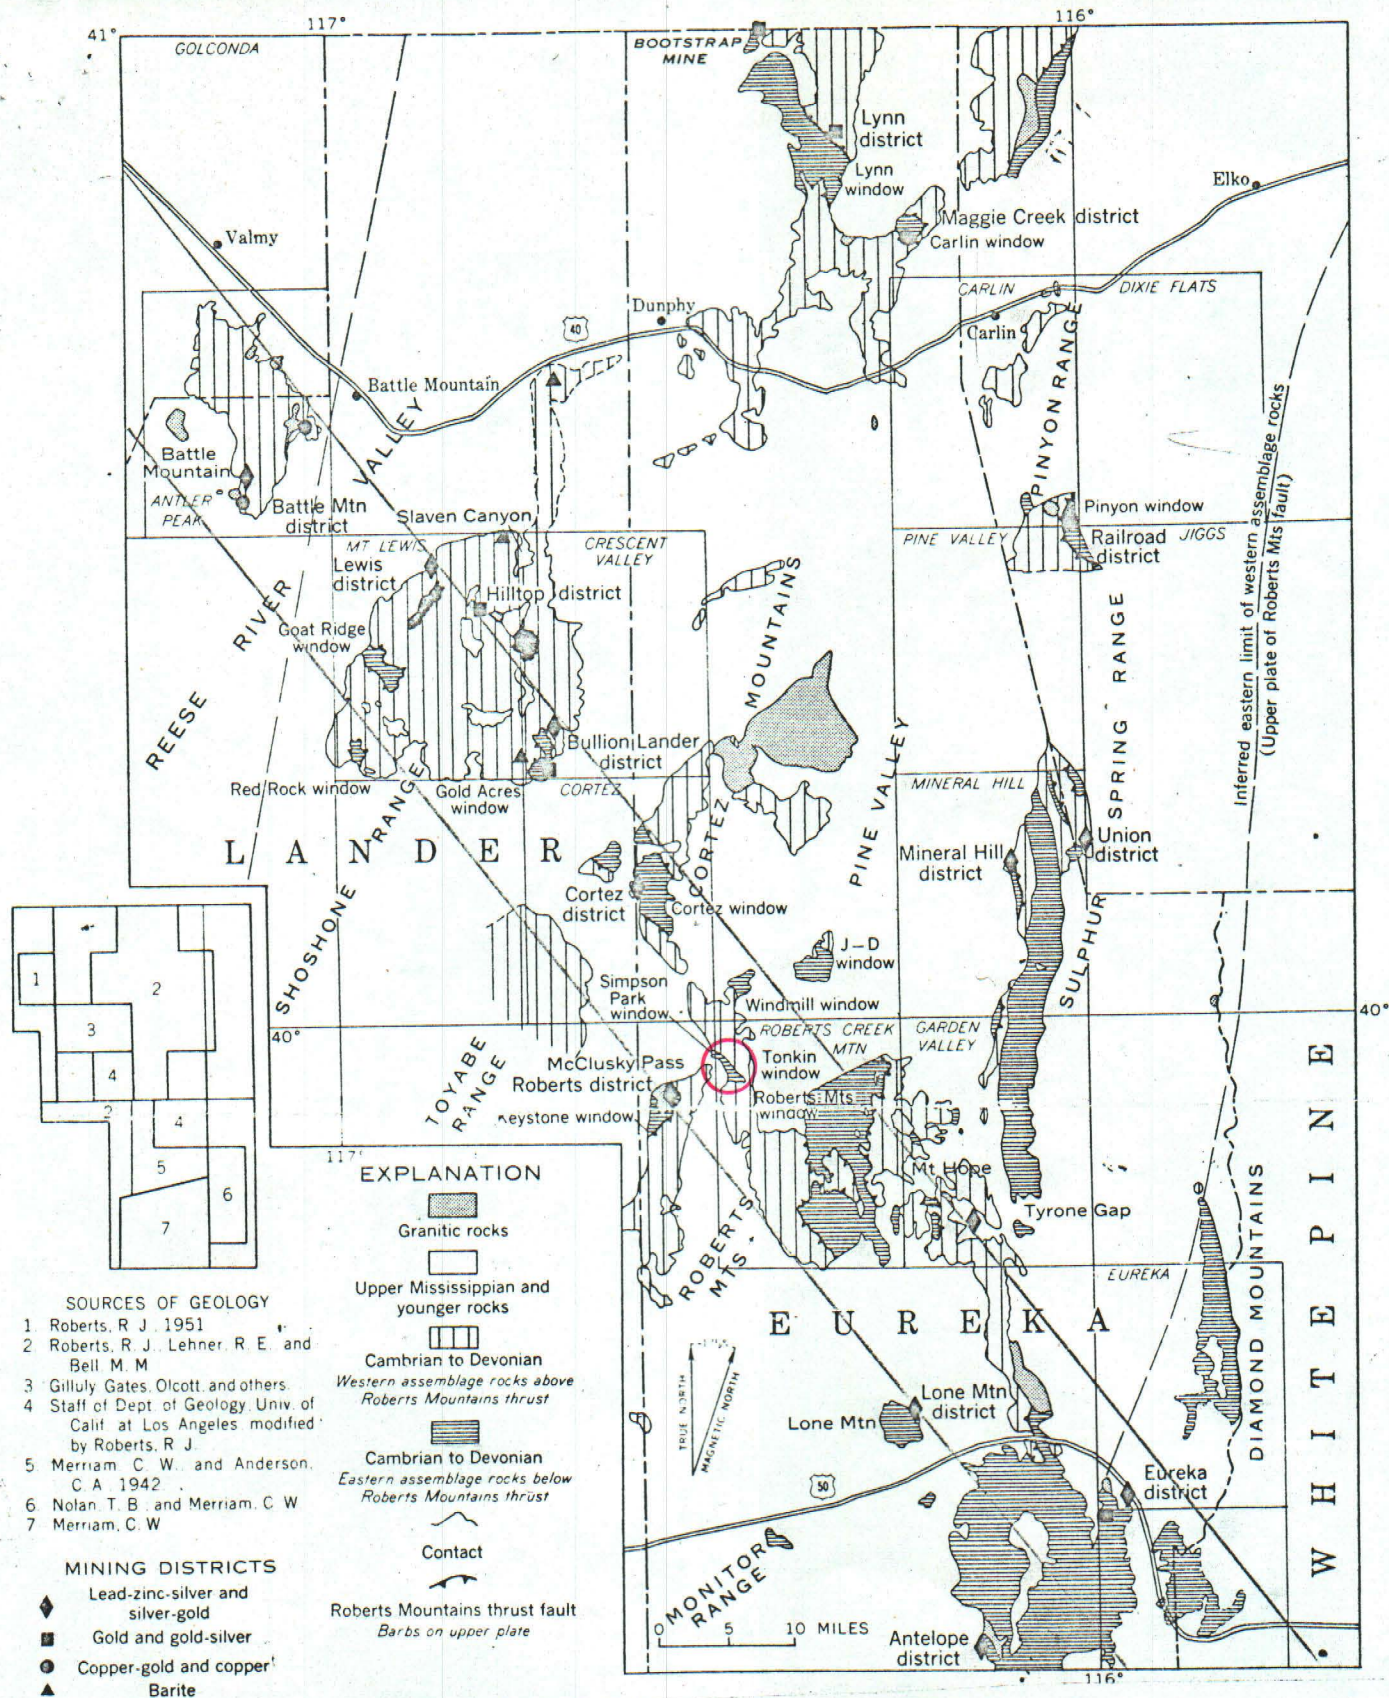 117°
116°
41°
GOLCONDA
BOOTSTRAP
MINE
Lynn
district
Lynn
window
Elko
Maggie Creek district
Carlin window
Valmy
CARLIN
DIXIE FLATS
Dunphy
40
Carlin
Battle Mountain
VALLEY
PINYON RANGE
Battle
Mountain
ANTLER
PEAK
Battle Mtn
district
Slaven Canyon
Pinyon window
MT LEWIS
CRESCENT
VALLEY
PINE VALLEY
Railroad
district
JIGGS
Lewis
district
Hilltop district
MOUNTAINS
RIVER
Goat Ridge
window
SPRING RANGE
Inferred eastern limit of western assemblage rocks
(Upper plate of Roberts Mts fault)
REESE
Bullion Lander
district
Red Rock window
Gold Acres
window
CORTEZ
MINERAL HILL
PINE VALLEY
RANGE
CORTEZ
LANDER
Mineral Hill
district
Union
district
Cortez
district
Cortez window
SHOSHONE
SULPHUR
J-D
window
Simpson
Park
window
Windmill window
40°
40°
ROBERTS CREEK
MTN
GARDEN
VALLEY
TOYABE
RANGE
McClusky Pass
Roberts district
Tonkin
window
Roberts Mts
window
Keystone window
117°
Mt Hope
Tyrone Gap
ROBERTS
MTS
EUREKA
EUREKA
DIAMOND MOUNTAINS
WHITE PINE
TRUE NORTH
MAGNETIC NORTH
Lone Mtn
district
Lone Mtn
50
Eureka
district
MONITOR
RANGE
0 5 10 MILES
Antelope
district
116°
1
2
3
4
2
4
5
6
7
SOURCES OF GEOLOGY
1. Roberts, R J . 1951
2 Roberts, R. J.. Lehner. R. E.. and
Bell. M. M
3 Gilluly Gates, Olcott. and others.
4 Staff of Dept. of Geology. Univ. of
Calif. at Los Angeles. modified
by Roberts, R J.
5. Merriam C. W.. and Anderson,
C. A . 1942
6. Nolan. T. B . and Merriam. C W
7 Merriam, C. W
MINING DISTRICTS
Lead-zinc-silver and
silver-gold
Gold and gold-silver
Copper-gold and copper
Barite
EXPLANATION
Granitic rocks
Upper Mississippian and
younger rocks
Cambrian to Devonian
Western assemblage rocks above
Roberts Mountains thrust
Cambrian to Devonian
Eastern assemblage rocks below
Roberts Mountains thrust
Contact
Roberts Mountains thrust fault
Barbs on upper plate